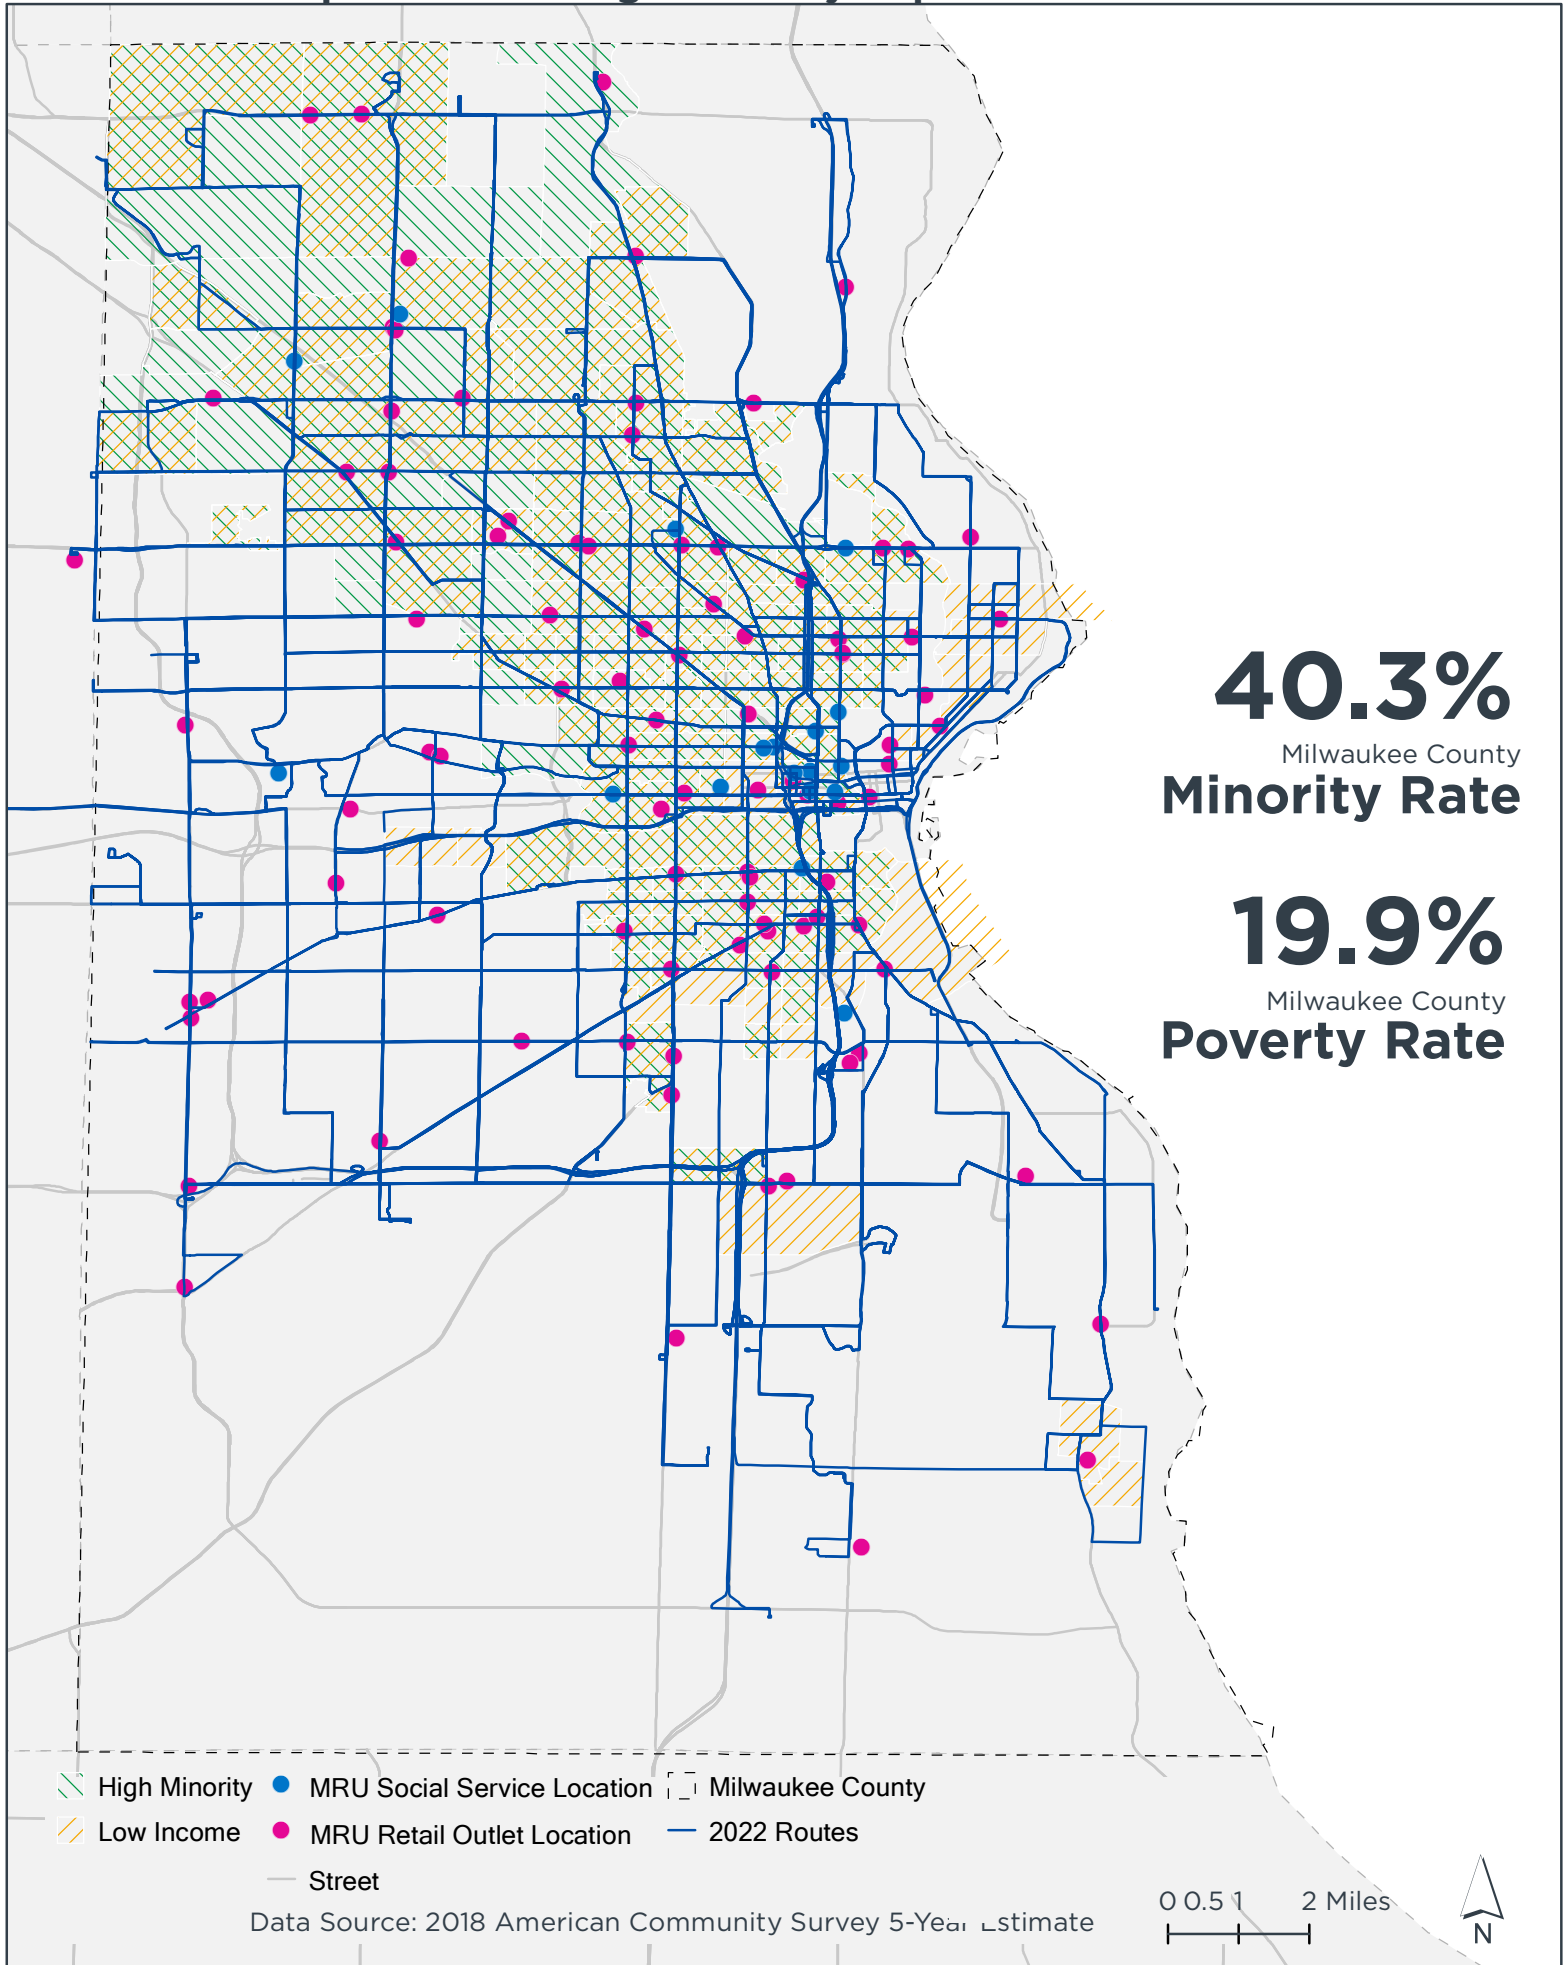 40.3%
Milwaukee County
Minority Rate
19.9%
Milwaukee County
Poverty Rate
High Minority
MRU Social Service Location
Milwaukee County
Low Income
MRU Retail Outlet Location
2022 Routes
Street
Data Source: 2018 American Community Survey 5-Year Estimate
0 0.5 1 2 Miles
N